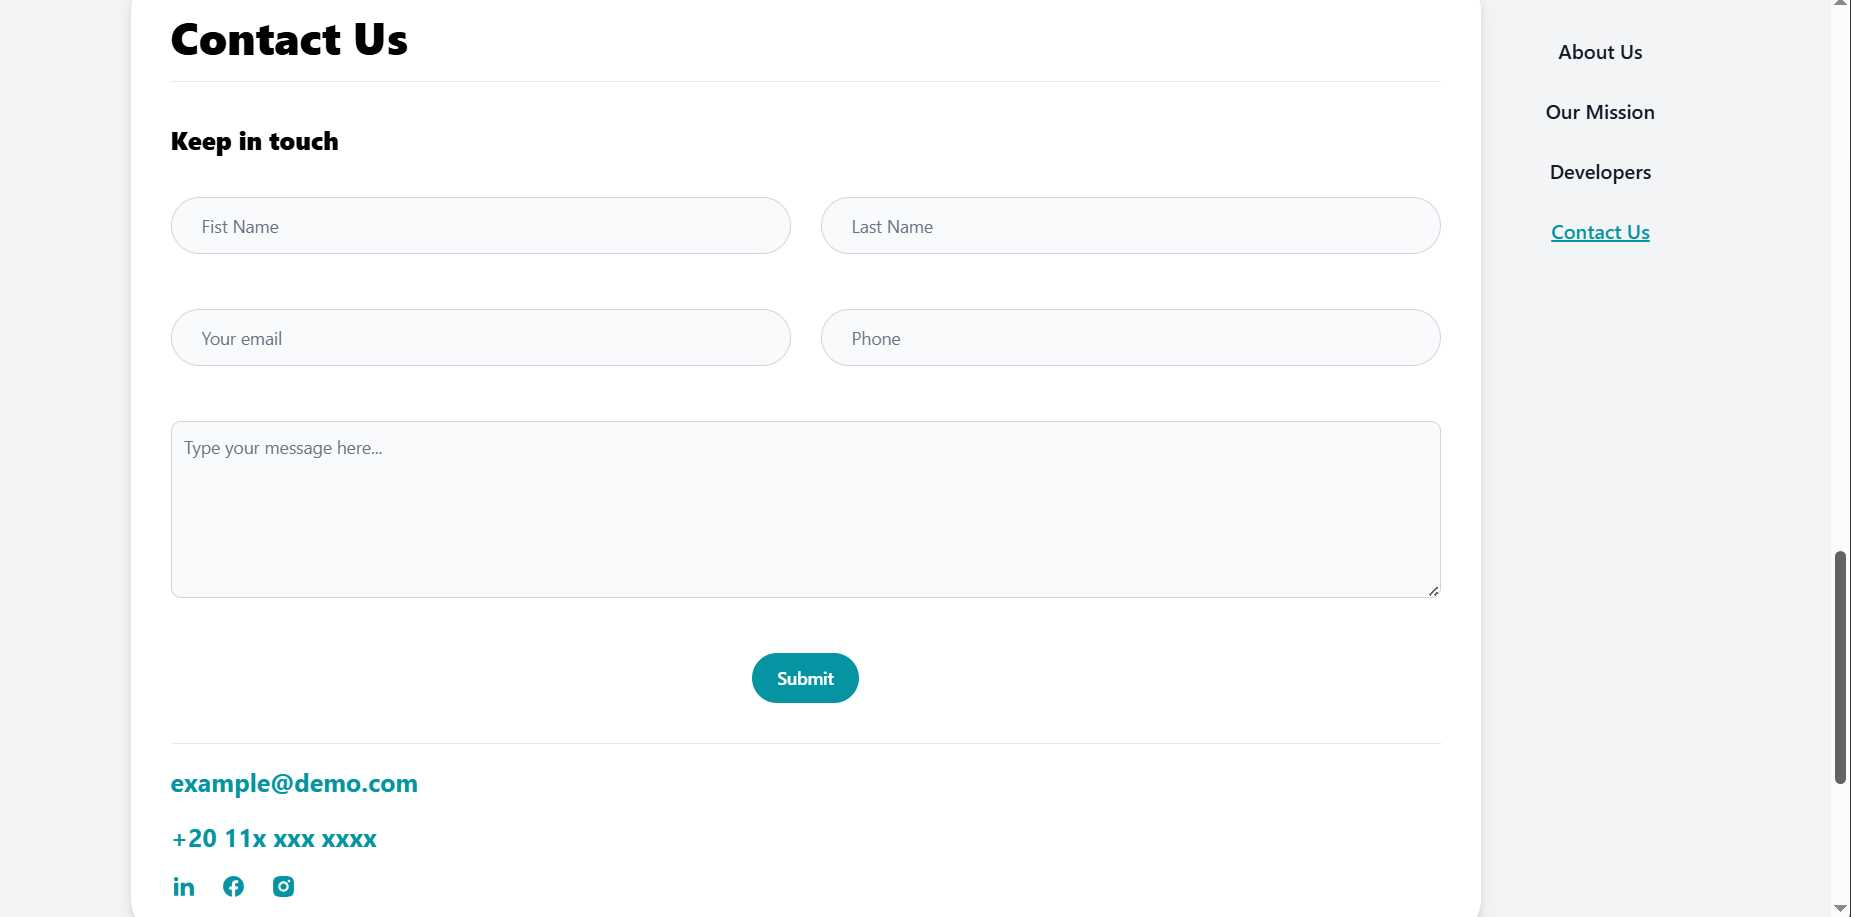 Contact Us
Keep in touch
Fist Name
Last Name
Your email
Phone
Type your message here...
Submit
example@demo.com
+20 11x xxx xxxx
in
About Us
Our Mission
Developers
Contact Us